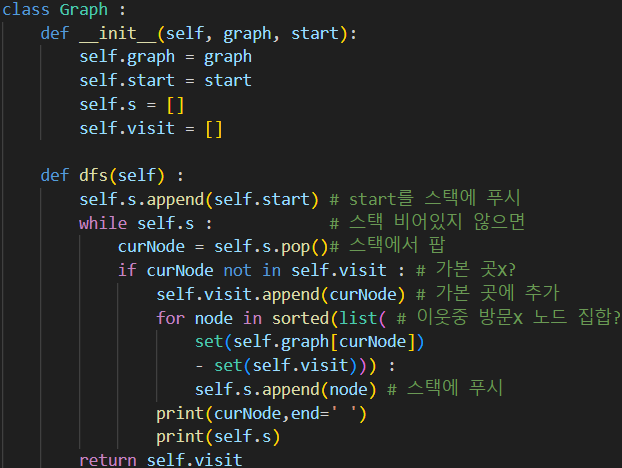 class Graph :
    def __init__(self, graph, start):
        self.graph = graph
        self.start = start
        self.s = []
        self.visit = []

    def dfs(self) :
        self.s.append(self.start) # start를 스택에 푸시
        while self.s :            # 스택 비어있지 않으면
            curNode = self.s.pop()# 스택에서 팝
            if curNode not in self.visit : # 가본 곳X?
                self.visit.append(curNode) # 가본 곳에 추가
                for node in sorted(list( # 이웃중 방문X 노드 집합?
                    set(self.graph[curNode])
                    - set(self.visit))) :
                    self.s.append(node) # 스택에 푸시
                print(curNode,end=' ')
                print(self.s)
        return self.visit